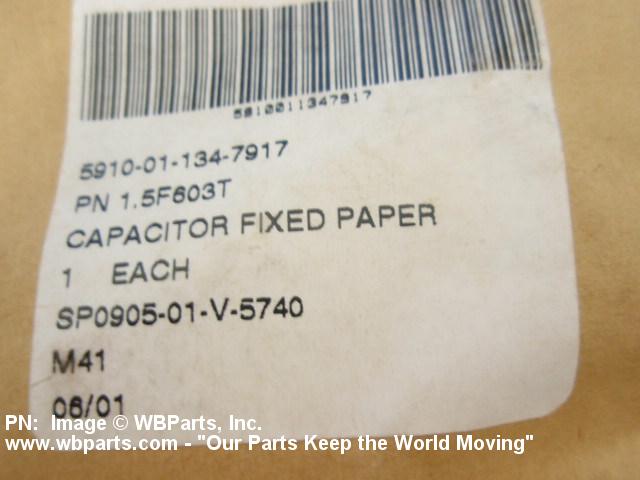 5910011347917
5910-01-134-7917
PN 1.5F603T
CAPACITOR FIXED PAPER
1 EACH
SP0905-01-V-5740
M41
06/01
PN: Image © WBParts, Inc.
www.wbparts.com - "Our Parts Keep the World Moving"